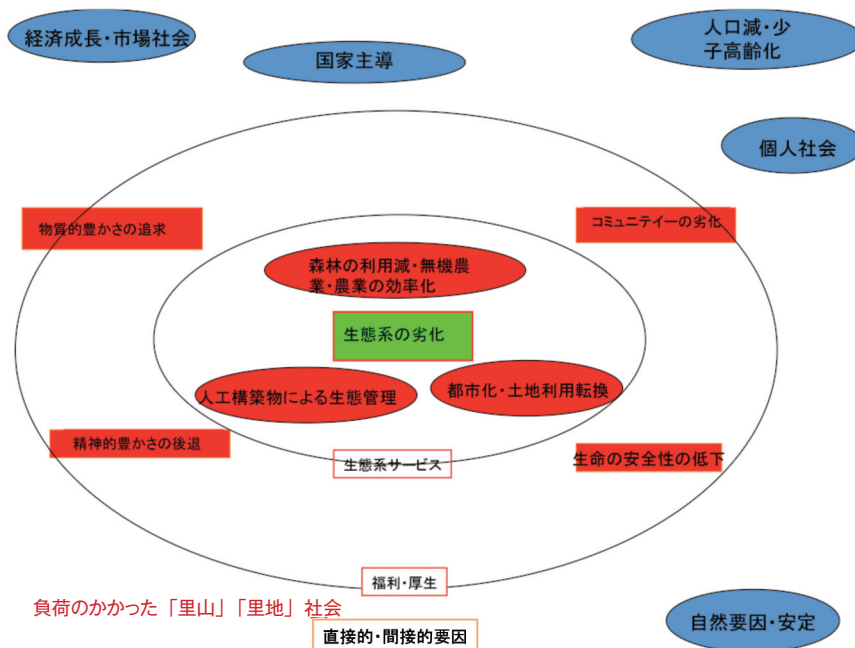 経済成長・市場社会
国家主導
人口減・少
子高齢化
個人社会
物質的豊かさの追求
コミュニテイーの劣化
森林の利用減・無機農
業・農業の効率化
生態系の劣化
人工構築物による生態管理
都市化・土地利用転換
精神的豊かさの後退
生態系サービス
生命の安全性の低下
福利・厚生
負荷のかかった「里山」「里地」社会
直接的・間接的要因
自然要因・安定